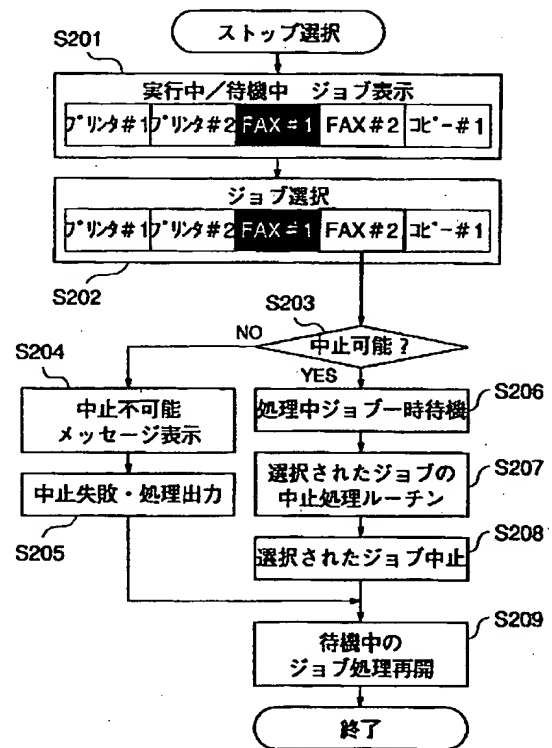 ストップ選択
S201
実行中/待機中 ジョブ表示
プリンタ#1 プリンタ#2 FAX#1 FAX#2 コピー#1
ジョブ選択
プリンタ#1 プリンタ#2 FAX#1 FAX#2 コピー#1
S202
S203
中止可能?
NO
YES
S204
中止不可能
メッセージ表示
S206
処理中ジョブ一時待機
中止失敗・処理出力
S205
選択されたジョブの
中止処理ルーチン
S207
S208
選択されたジョブ中止
S209
待機中の
ジョブ処理再開
終了